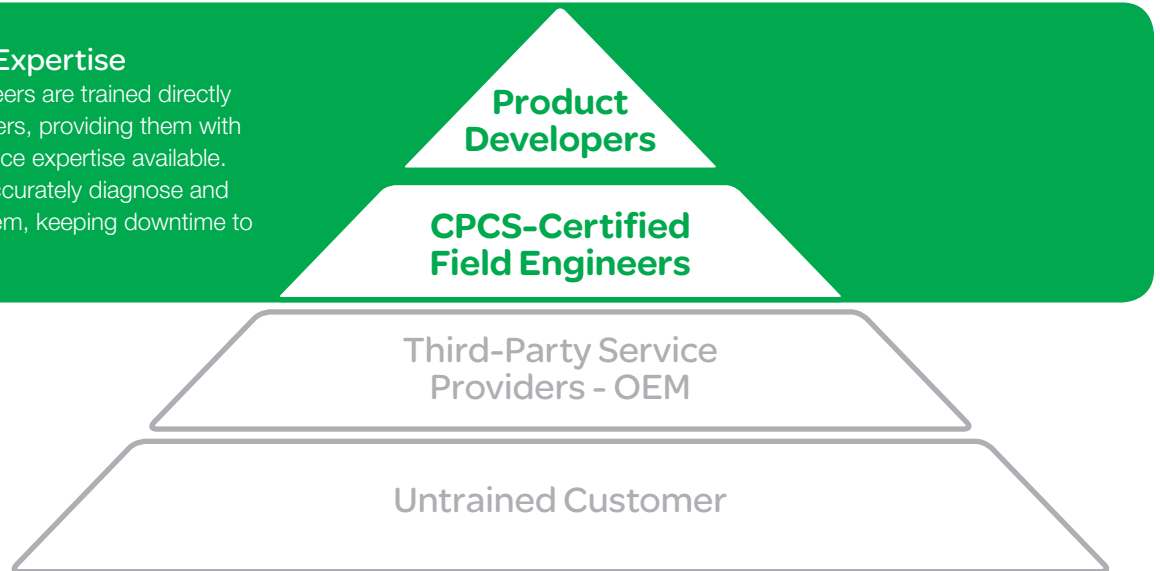 Expertise
eers are trained directly
ers, providing them with
ce expertise available.
ccurately diagnose and
em, keeping downtime to
Product
Developers
CPCS-Certified
Field Engineers
Third-Party Service
Providers - OEM
Untrained Customer